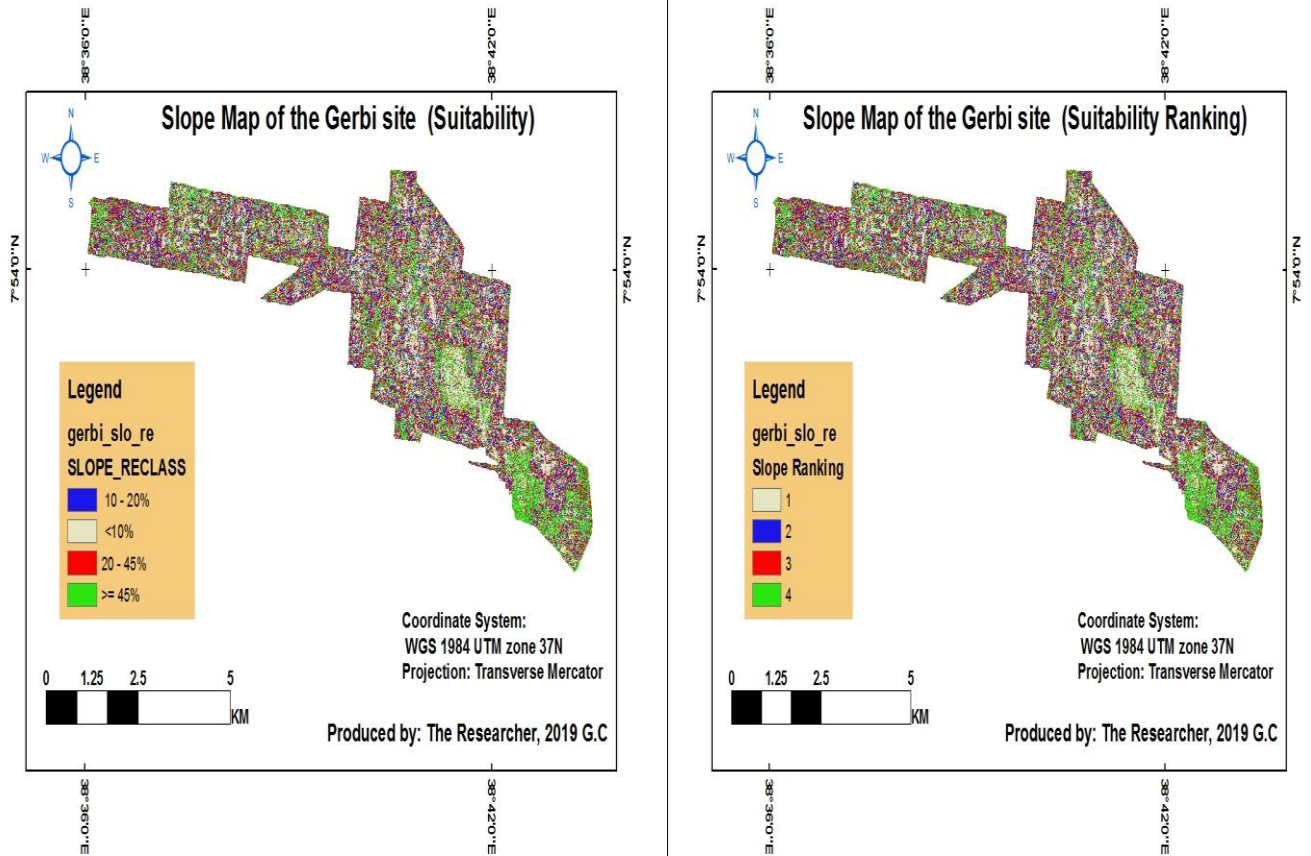 38°36'0"E
38°42'0"E
Slope Map of the Gerbi site (Suitability)
N
W
E
S
7°54'0"N
7°54'0"N
Legend
gerbi_slo_re
SLOPE_RECLASS
10 - 20%
<10%
20 - 45%
>= 45%
Coordinate System:
WGS 1984 UTM zone 37N
Projection: Transverse Mercator
0 1.25 2.5 5
KM
Produced by: The Researcher, 2019 G.C
38°36'0"E
38°42'0"E
38°36'0"E
38°42'0"E
Slope Map of the Gerbi site (Suitability Ranking)
N
W
E
S
7°54'0"N
7°54'0"N
Legend
gerbi_slo_re
Slope Ranking
1
2
3
4
Coordinate System:
WGS 1984 UTM zone 37N
Projection: Transverse Mercator
0 1.25 2.5 5
KM
Produced by: The Researcher, 2019 G.C
38°36'0"E
38°42'0"E